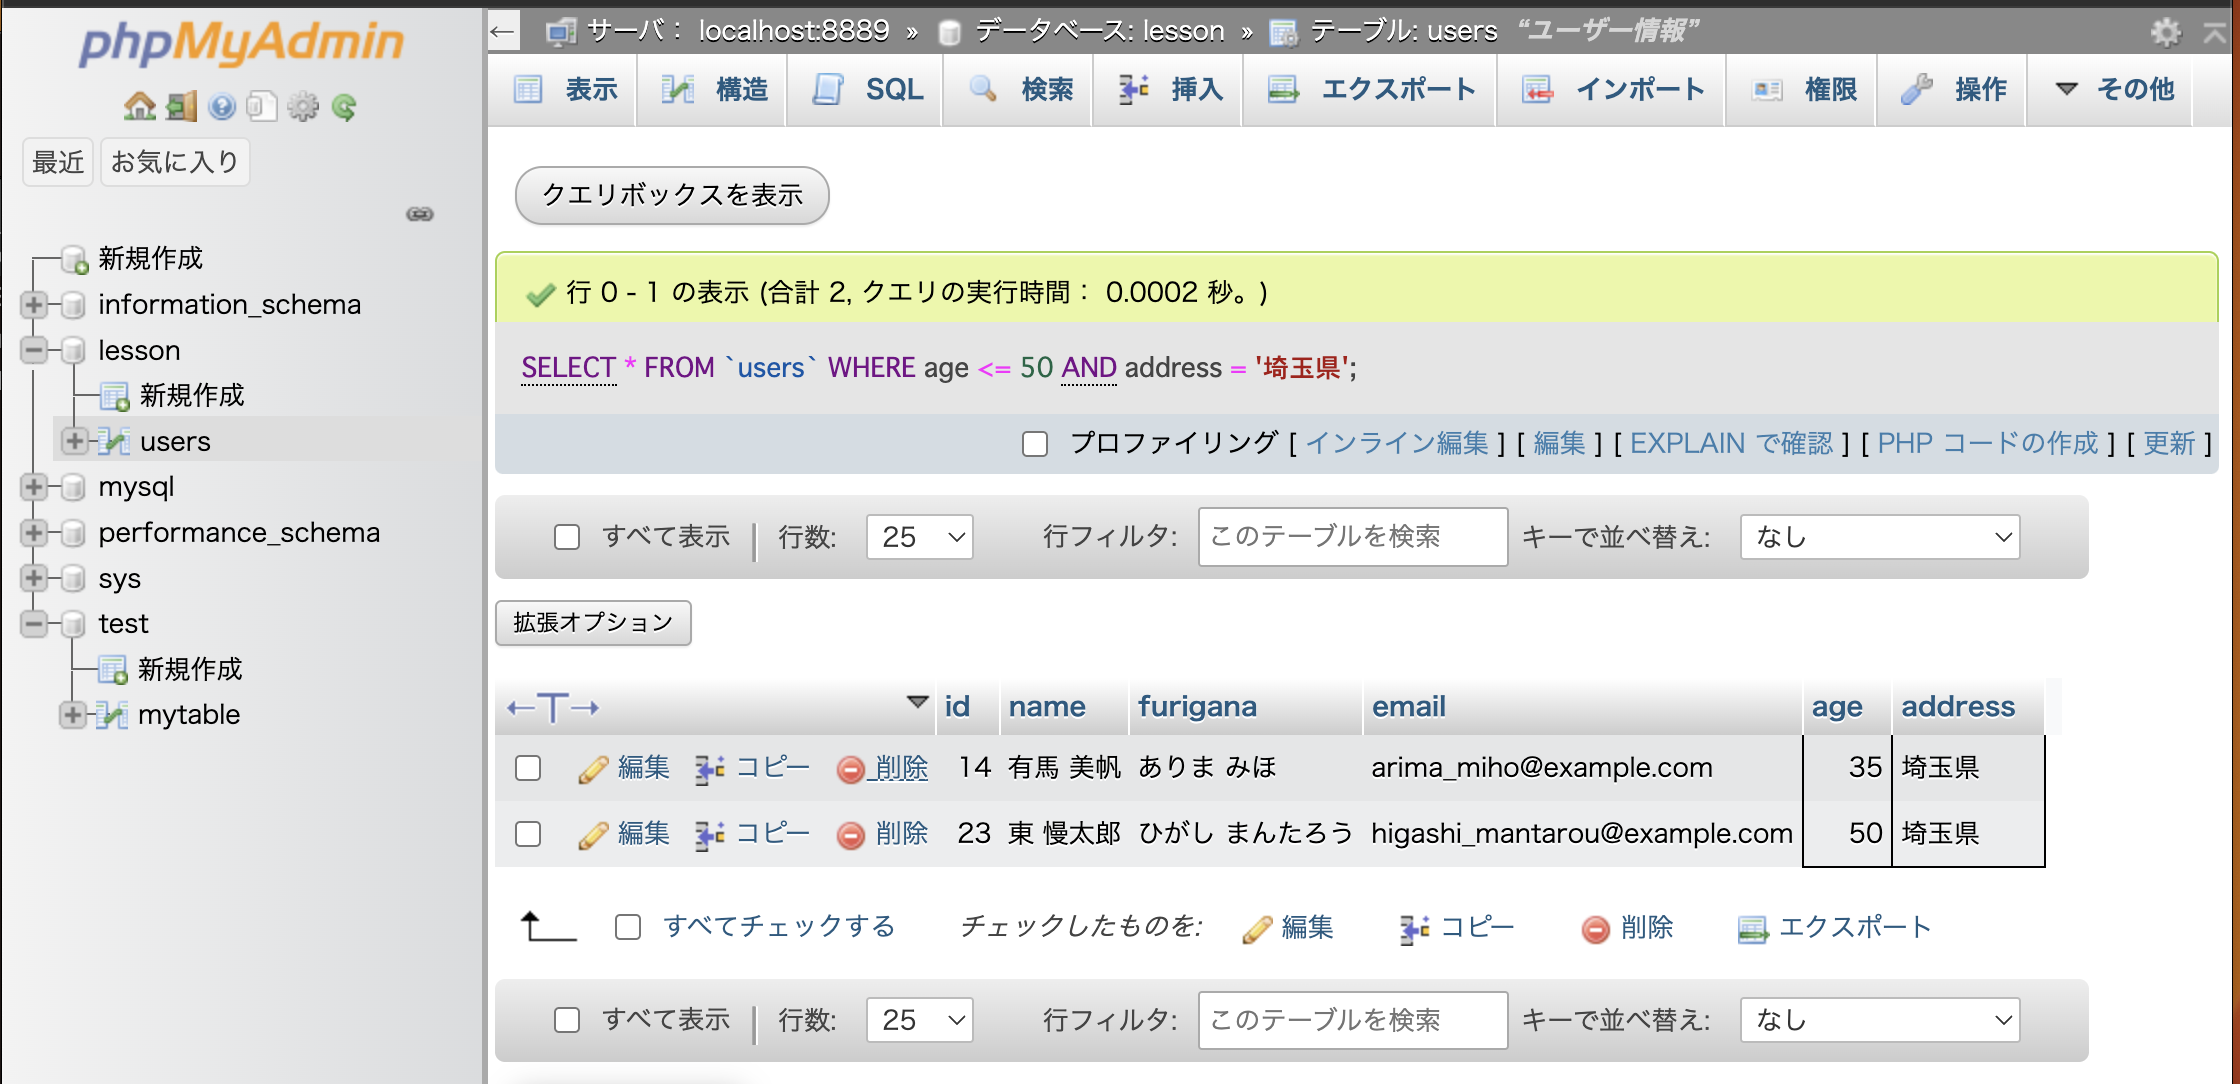 phpMyAdmin
最近 お気に入り
新規作成
information_schema
lesson
新規作成
users
mysql
performance_schema
sys
test
新規作成
mytable
サーバ： localhost:8889 » データベース: lesson » テーブル: users “ユーザー情報”
表示 構造 SQL 検索 挿入 エクスポート インポート 権限 操作 その他
クエリボックスを表示
行 0 - 1 の表示 (合計 2, クエリの実行時間： 0.0002 秒。)
SELECT * FROM `users` WHERE age <= 50 AND address = '埼玉県';
プロファイリング [ インライン編集 ] [ 編集 ] [ EXPLAIN で確認 ] [ PHP コードの作成 ] [ 更新 ]
すべて表示 | 行数: 25 行フィルタ: このテーブルを検索 キーで並べ替え: なし
拡張オプション
←T→ id name furigana email age address
編集 コピー 削除 14 有馬 美帆 ありま みほ arima_miho@example.com 35 埼玉県
編集 コピー 削除 23 東 慢太郎 ひがし まんたろう higashi_mantarou@example.com 50 埼玉県
すべてチェックする チェックしたものを: 編集 コピー 削除 エクスポート
すべて表示 | 行数: 25 行フィルタ: このテーブルを検索 キーで並べ替え: なし